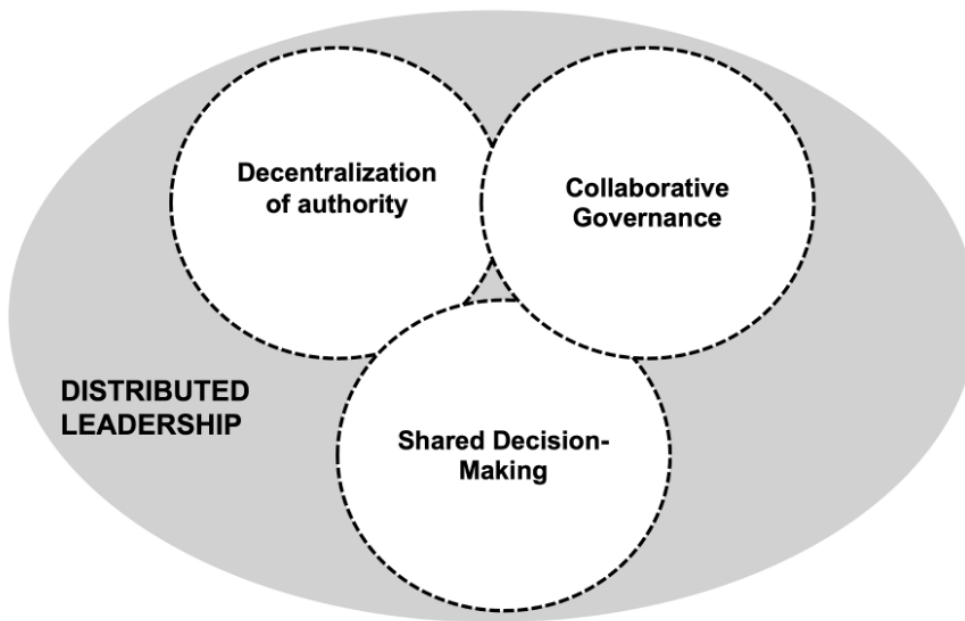 Decentralization
of authority
Collaborative
Governance
DISTRIBUTED
LEADERSHIP
Shared Decision-
Making